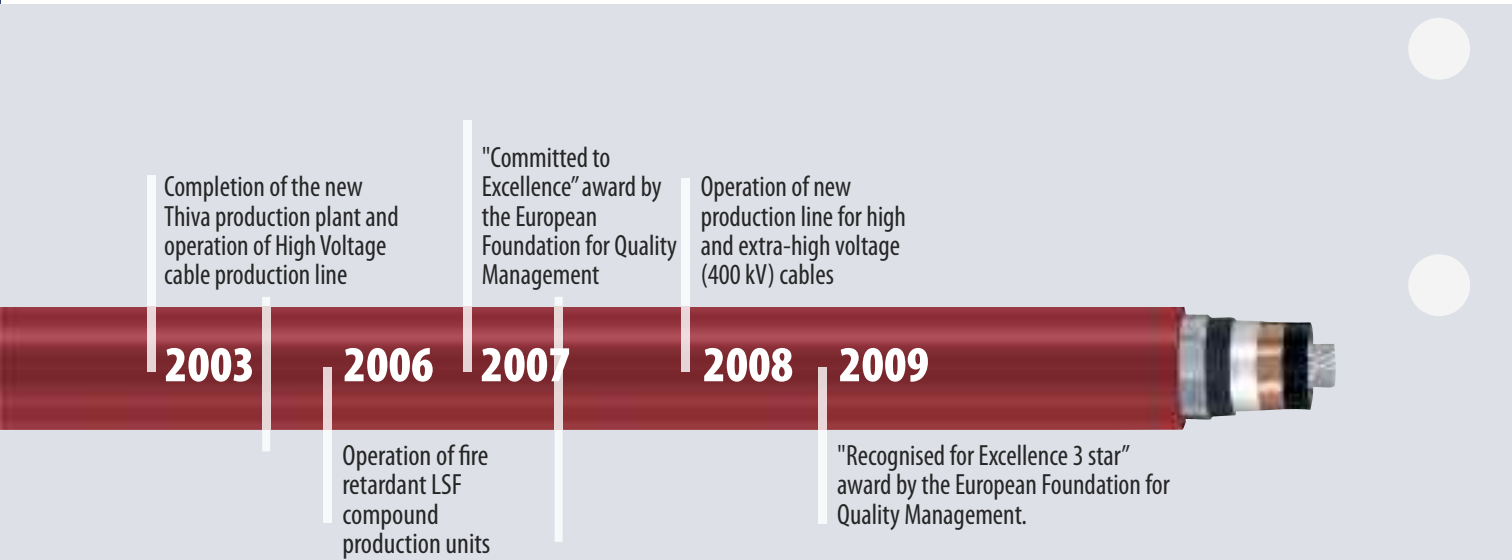 Completion of the new
Thiva production plant and
operation of High Voltage
cable production line
"Committed to
Excellence” award by
the European
Foundation for Quality
Management
Operation of new
production line for high
and extra-high voltage
(400 kV) cables
2003
2006
2007
2008
2009
Operation of fire
retardant LSF
compound
production units
"Recognised for Excellence 3 star”
award by the European Foundation for
Quality Management.